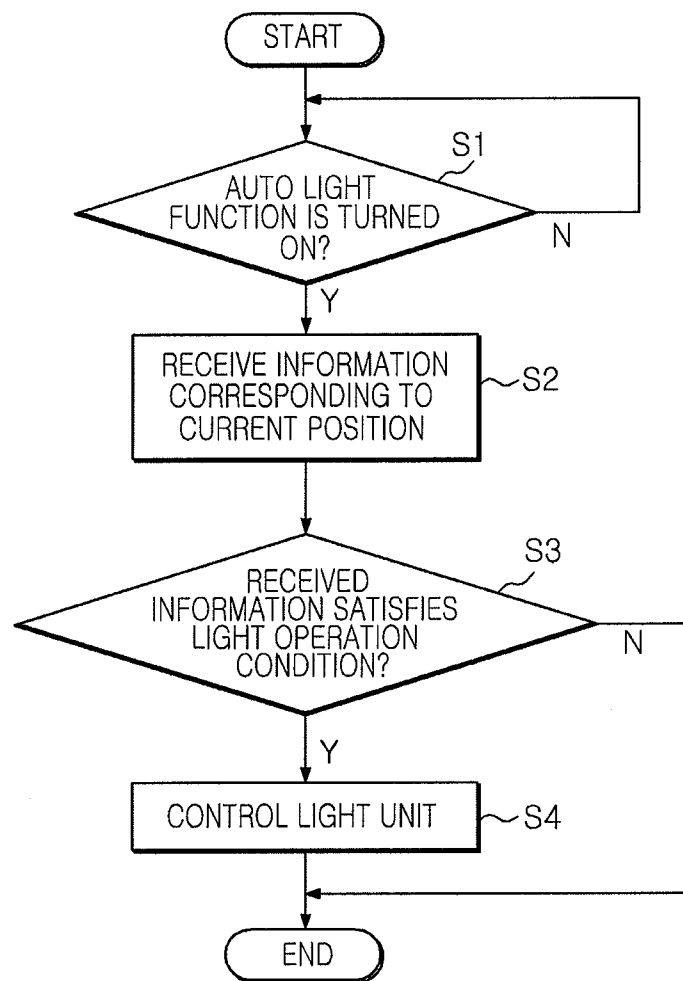 START
S1
AUTO LIGHT
FUNCTION IS TURNED
ON?
N
Y
RECEIVE INFORMATION
CORRESPONDING TO
CURRENT POSITION
S2
S3
RECEIVED
INFORMATION SATISFIES
LIGHT OPERATION
CONDITION?
N
Y
CONTROL LIGHT UNIT
S4
END